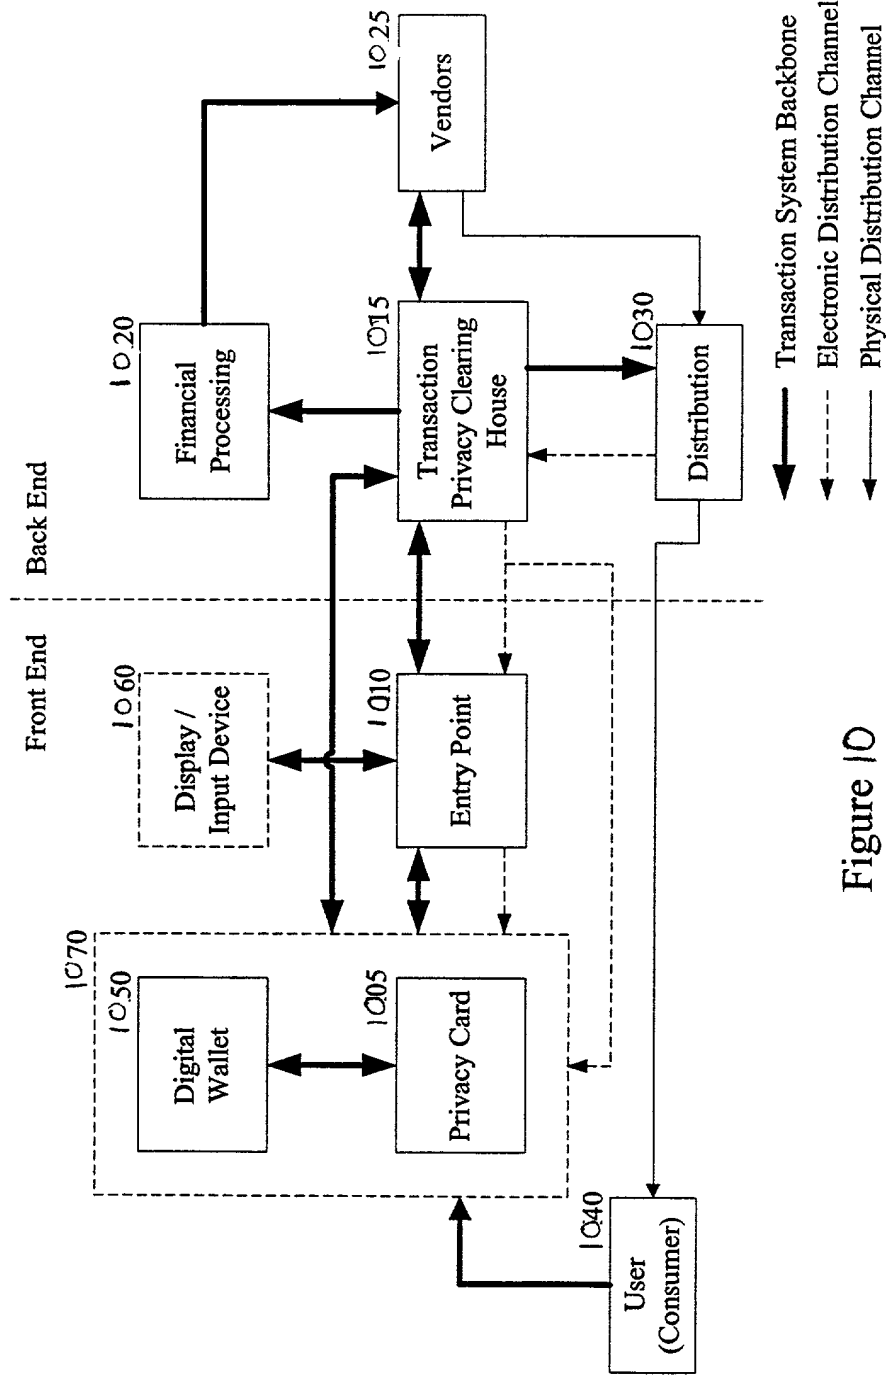 Front End
Back End
1070
1050
Digital
Wallet
1005
Privacy Card
1060
Display /
Input Device
1010
Entry Point
1020
Financial
Processing
1015
Transaction
Privacy Clearing
House
1025
Vendors
1030
Distribution
1040
User
(Consumer)
Transaction System Backbone
Electronic Distribution Channel
Physical Distribution Channel
Figure 10